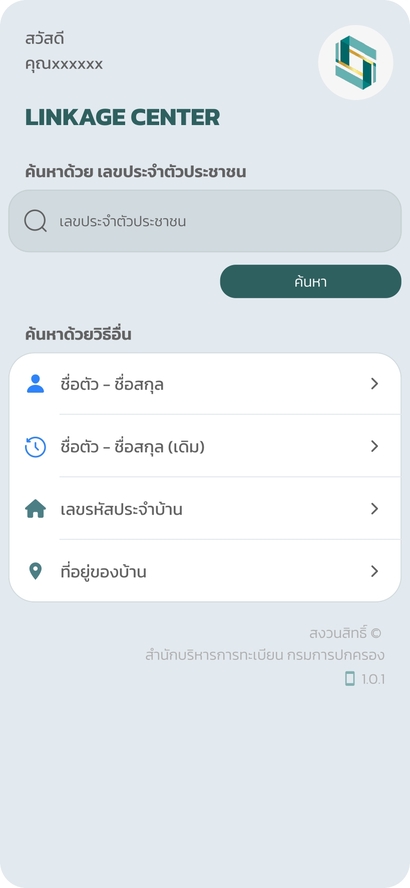 สวัสดี
คุณxxxxxx
LINKAGE CENTER
ค้นหาด้วย เลขประจำตัวประชาชน
เลขประจำตัวประชาชน
ค้นหา
ค้นหาด้วยวิธีอื่น
ชื่อตัว - ชื่อสกุล
ชื่อตัว - ชื่อสกุล (เดิม)
เลขรหัสประจำบ้าน
ที่อยู่ของบ้าน
สงวนสิทธิ์ ©
สำนักบริหารการทะเบียน กรมการปกครอง
1.0.1